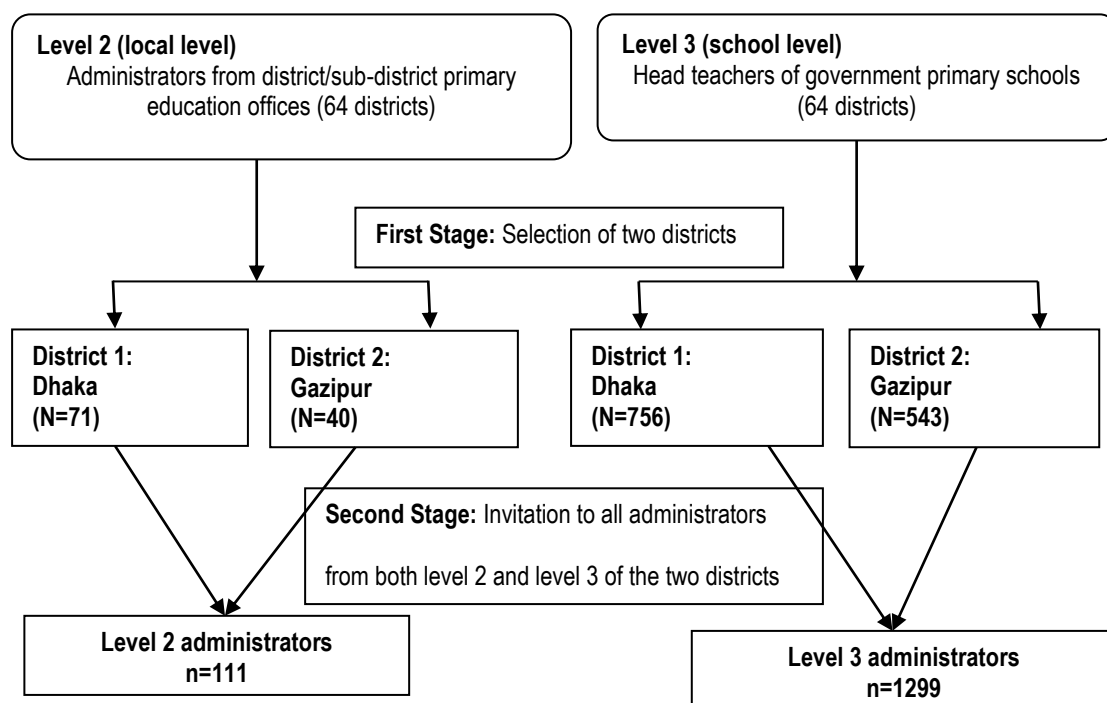 Level 2 (local level)
Administrators from district/sub-district primary
education offices (64 districts)
Level 3 (school level)
Head teachers of government primary schools
(64 districts)
First Stage: Selection of two districts
District 1:
Dhaka
(N=71)
District 2:
Gazipur
(N=40)
District 1:
Dhaka
(N=756)
District 2:
Gazipur
(N=543)
Second Stage: Invitation to all administrators
from both level 2 and level 3 of the two districts
Level 2 administrators
n=111
Level 3 administrators
n=1299